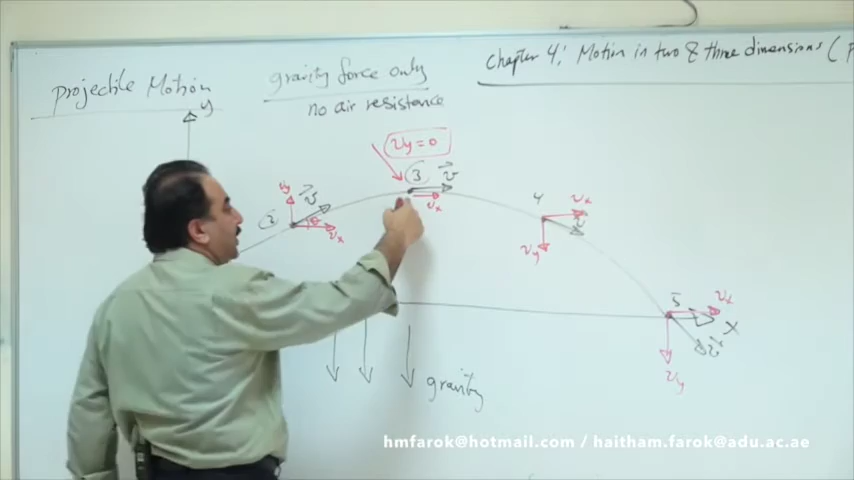 Projectile Motion
gravity force only
no air resistence
Chapter 4: Motion in two & three dimensions (
y
vy = 0
vy
v
2
vx
3
v
vx
4
vx
v
vy
5
vx
x
v
vy
gravity
hmfarok@hotmail.com / haitham.farok@adu.ac.ae